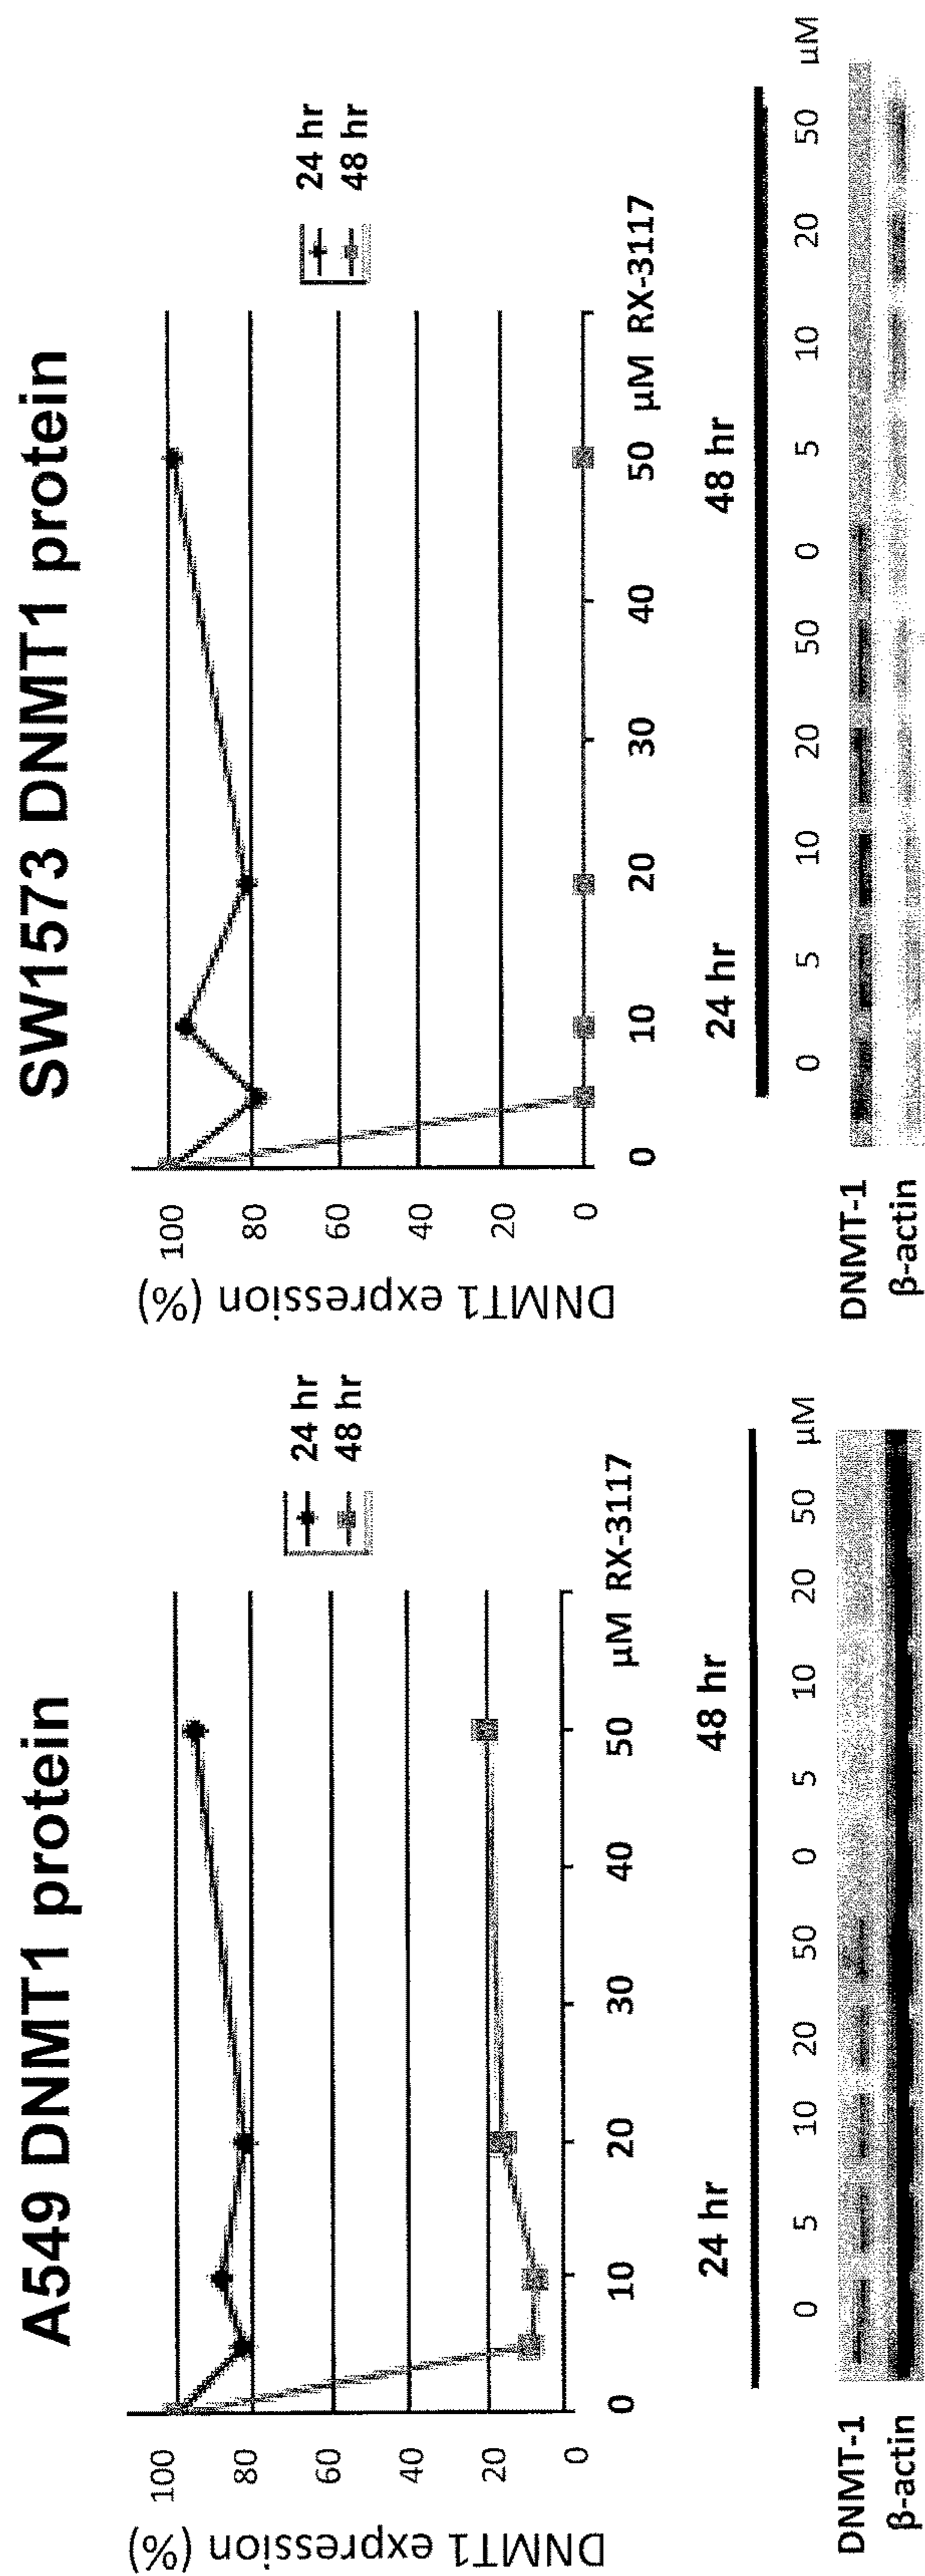 A549 DNMT1 protein
DNMT1 expression (%)
100
80
60
40
20
0
0 10 20 30 40 50 µM RX-3117
24 hr
48 hr
24 hr 48 hr
0 5 10 20 50 0 5 10 20 50 µM
DNMT-1
β-actin
SW1573 DNMT1 protein
DNMT1 expression (%)
100
80
60
40
20
0
0 10 20 30 40 50 µM RX-3117
24 hr
48 hr
24 hr 48 hr
0 5 10 20 50 0 5 10 20 50 µM
DNMT-1
β-actin